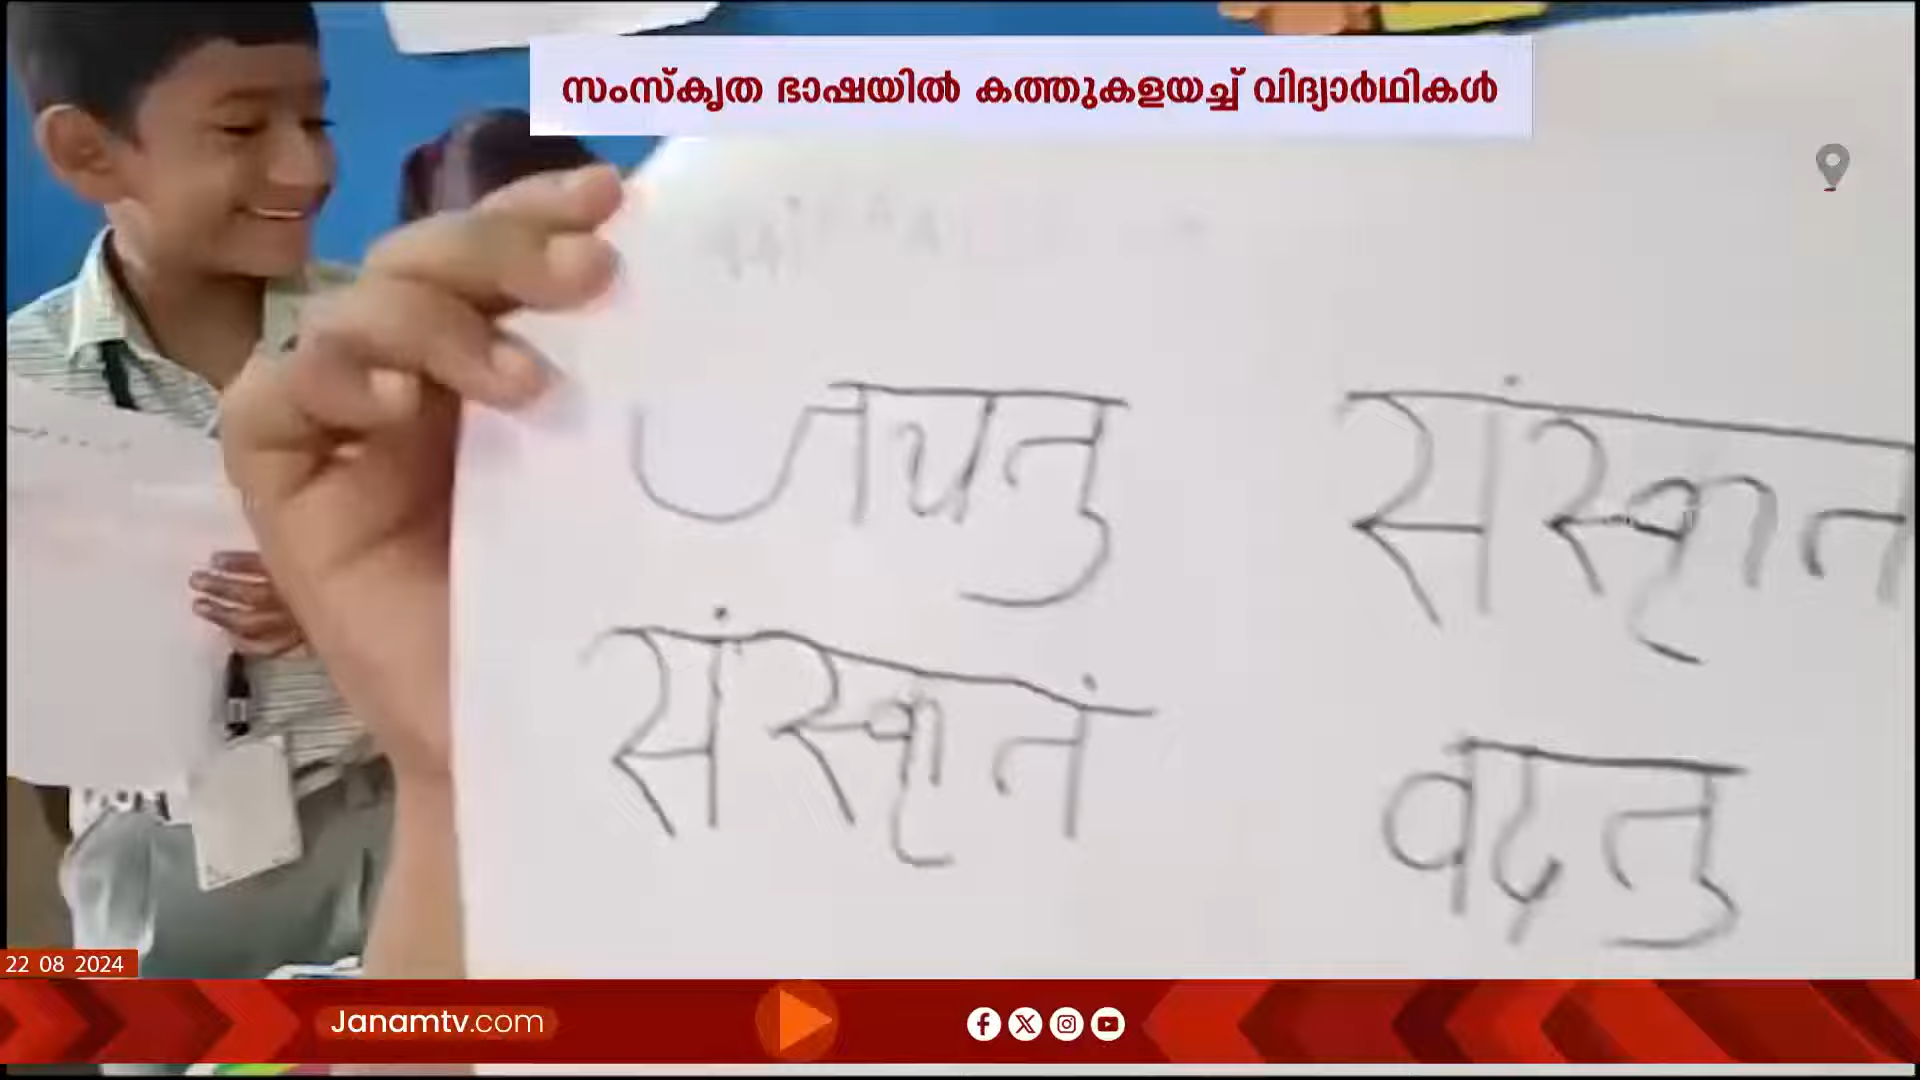 സംസ്കൃത ഭാഷയിൽ കത്തുകളയച്ച് വിദ്യാർഥികൾ
जयतु संस्कृत
संस्कृतं वदतु
22 08 2024
Janamtv.com